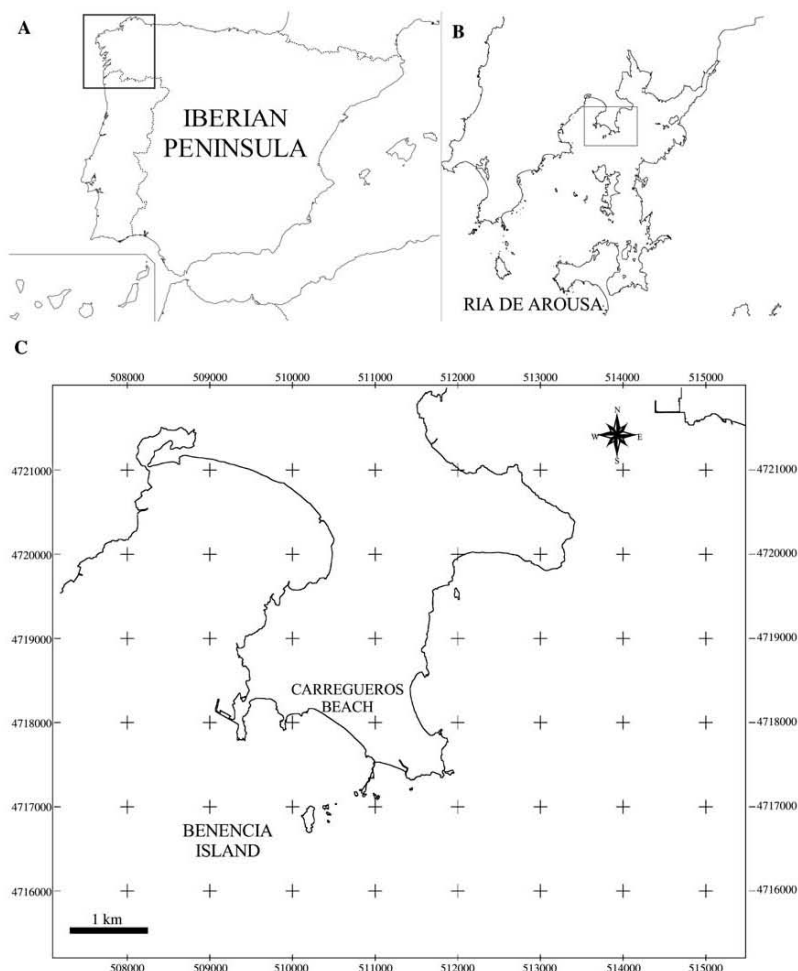 A
IBERIAN
PENINSULA
B
RIA DE AROUSA
C
508000 509000 510000 511000 512000 513000 514000 515000
N
W E
S
4721000 4721000
4720000 4720000
4719000 4719000
CARREGUEROS
BEACH
4718000 4718000
4717000 4717000
BENENCIA
ISLAND
4716000 4716000
1 km
508000 509000 510000 511000 512000 513000 514000 515000